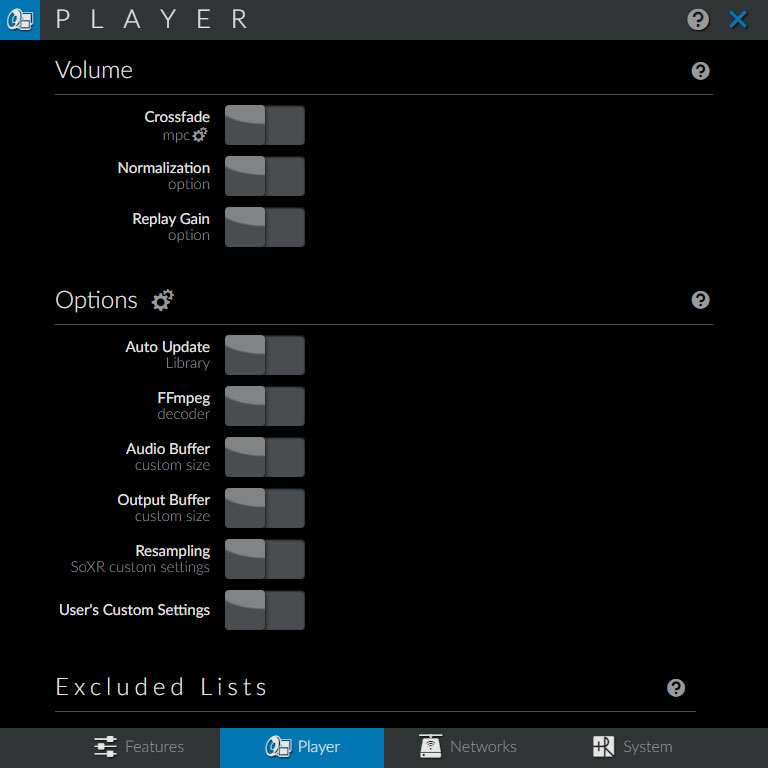 PLAYER
Volume
Crossfade
mpc
Normalization
option
Replay Gain
option
Options
Auto Update
Library
FFmpeg
decoder
Audio Buffer
custom size
Output Buffer
custom size
Resampling
SoXR custom settings
User's Custom Settings
Excluded Lists
Features Player Networks System